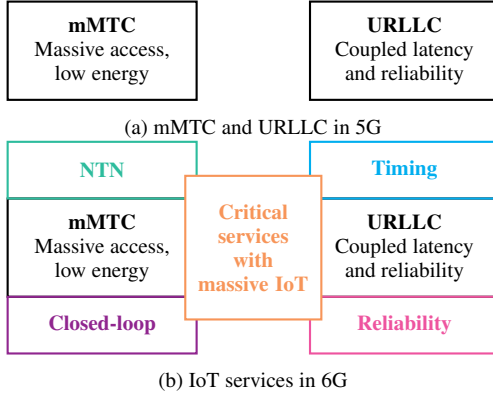 mMTC
Massive access,
low energy
URLLC
Coupled latency
and reliability
(a) mMTC and URLLC in 5G
NTN
Timing
mMTC
Massive access,
low energy
Critical
services
with
massive IoT
URLLC
Coupled latency
and reliability
Closed-loop
Reliability
(b) IoT services in 6G